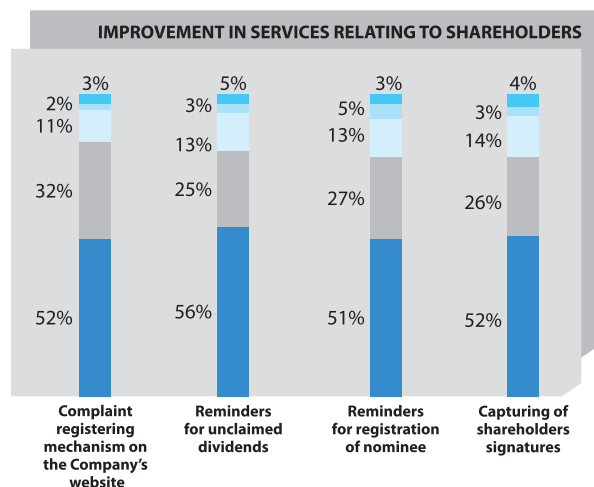 IMPROVEMENT IN SERVICES RELATING TO SHAREHOLDERS
3%
2%
11%
32%
52%
Complaint
registering
mechanism on
the Company's
website
5%
3%
13%
25%
56%
Reminders
for unclaimed
dividends
3%
5%
13%
27%
51%
Reminders
for registration
of nominee
4%
3%
14%
26%
52%
Capturing of
shareholders
signatures